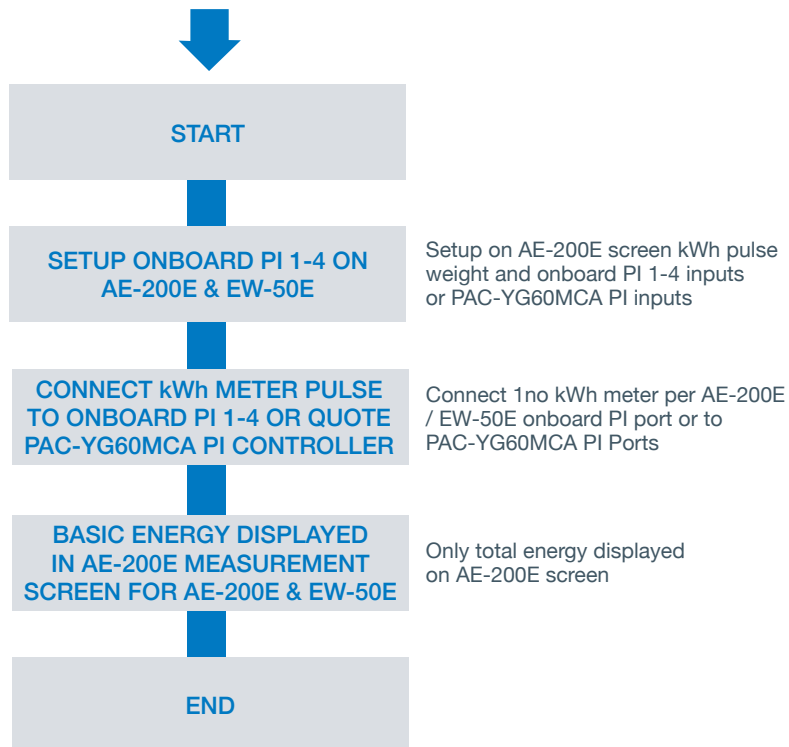 START
SETUP ONBOARD PI 1-4 ON
AE-200E & EW-50E
Setup on AE-200E screen kWh pulse
weight and onboard PI 1-4 inputs
or PAC-YG60MCA PI inputs
CONNECT kWh METER PULSE
TO ONBOARD PI 1-4 OR QUOTE
PAC-YG60MCA PI CONTROLLER
Connect 1no kWh meter per AE-200E
/ EW-50E onboard PI port or to
PAC-YG60MCA PI Ports
BASIC ENERGY DISPLAYED
IN AE-200E MEASUREMENT
SCREEN FOR AE-200E & EW-50E
Only total energy displayed
on AE-200E screen
END